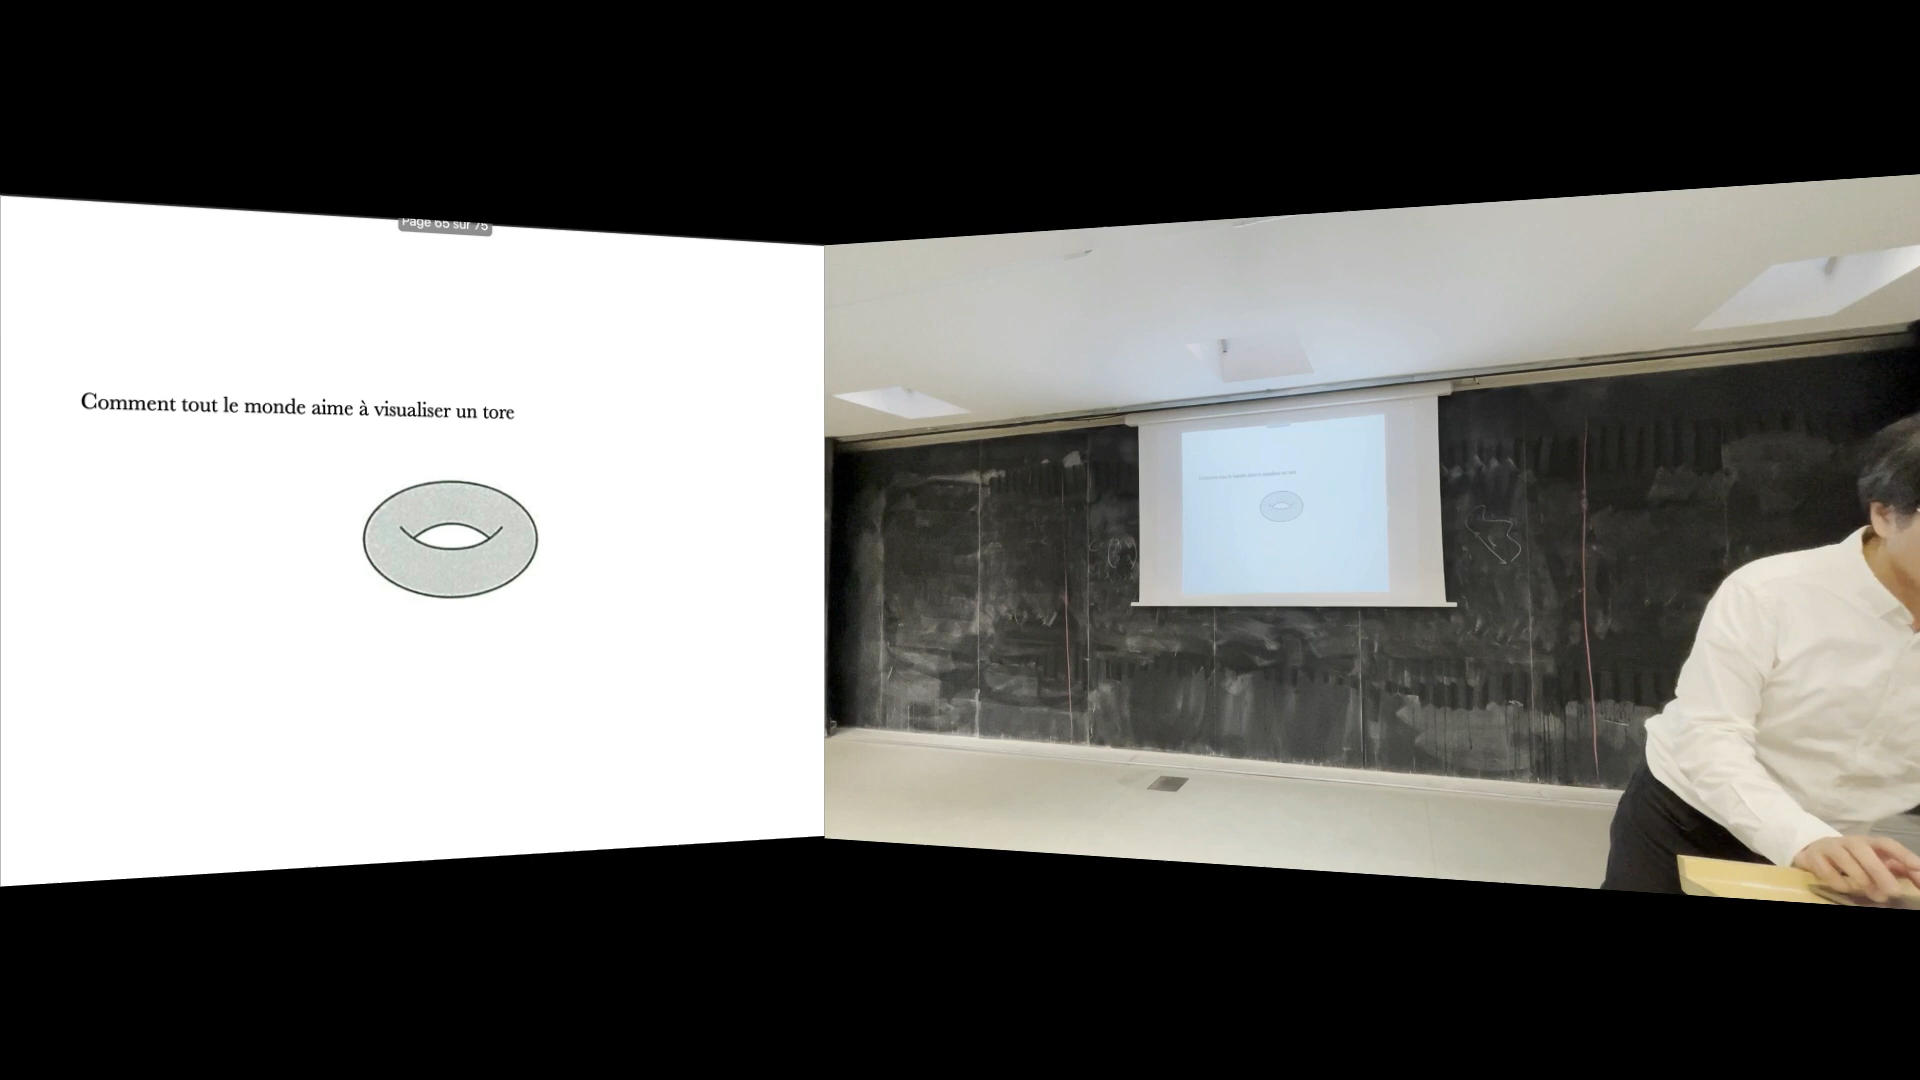 Page 65 sur 75
Comment tout le monde aime à visualiser un tore